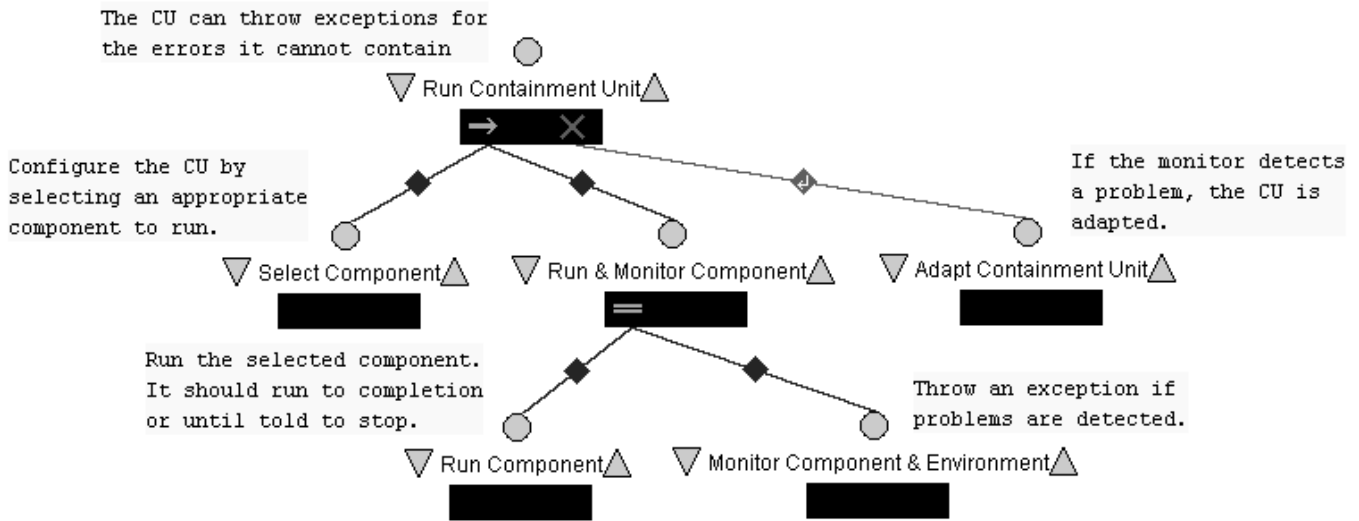 The CU can throw exceptions for
the errors it cannot contain
Run Containment Unit
Configure the CU by
selecting an appropriate
component to run.
If the monitor detects
a problem, the CU is
adapted.
Select Component
Run & Monitor Component
Adapt Containment Unit
Run the selected component.
It should run to completion
or until told to stop.
Throw an exception if
problems are detected.
Run Component
Monitor Component & Environment